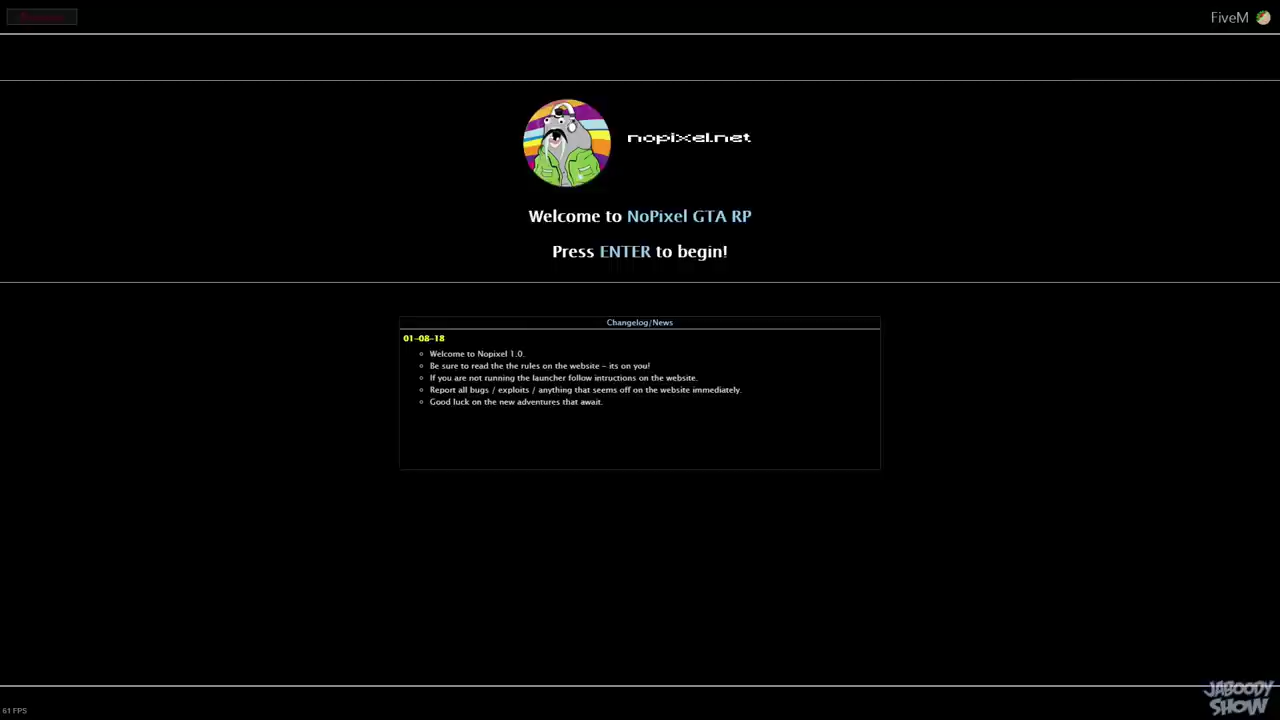 FiveM
nopixel.net
Welcome to NoPixel GTA RP
Press ENTER to begin!
Changelog/News
01-08-18
Welcome to Nopixel 1.0.
Be sure to read the the rules on the website - its on you!
If you are not running the launcher follow intructions on the website.
Report all bugs / exploits / anything that seems off on the website immediately.
Good luck on the new adventures that await.
JABOODY
SHOW
61 FPS